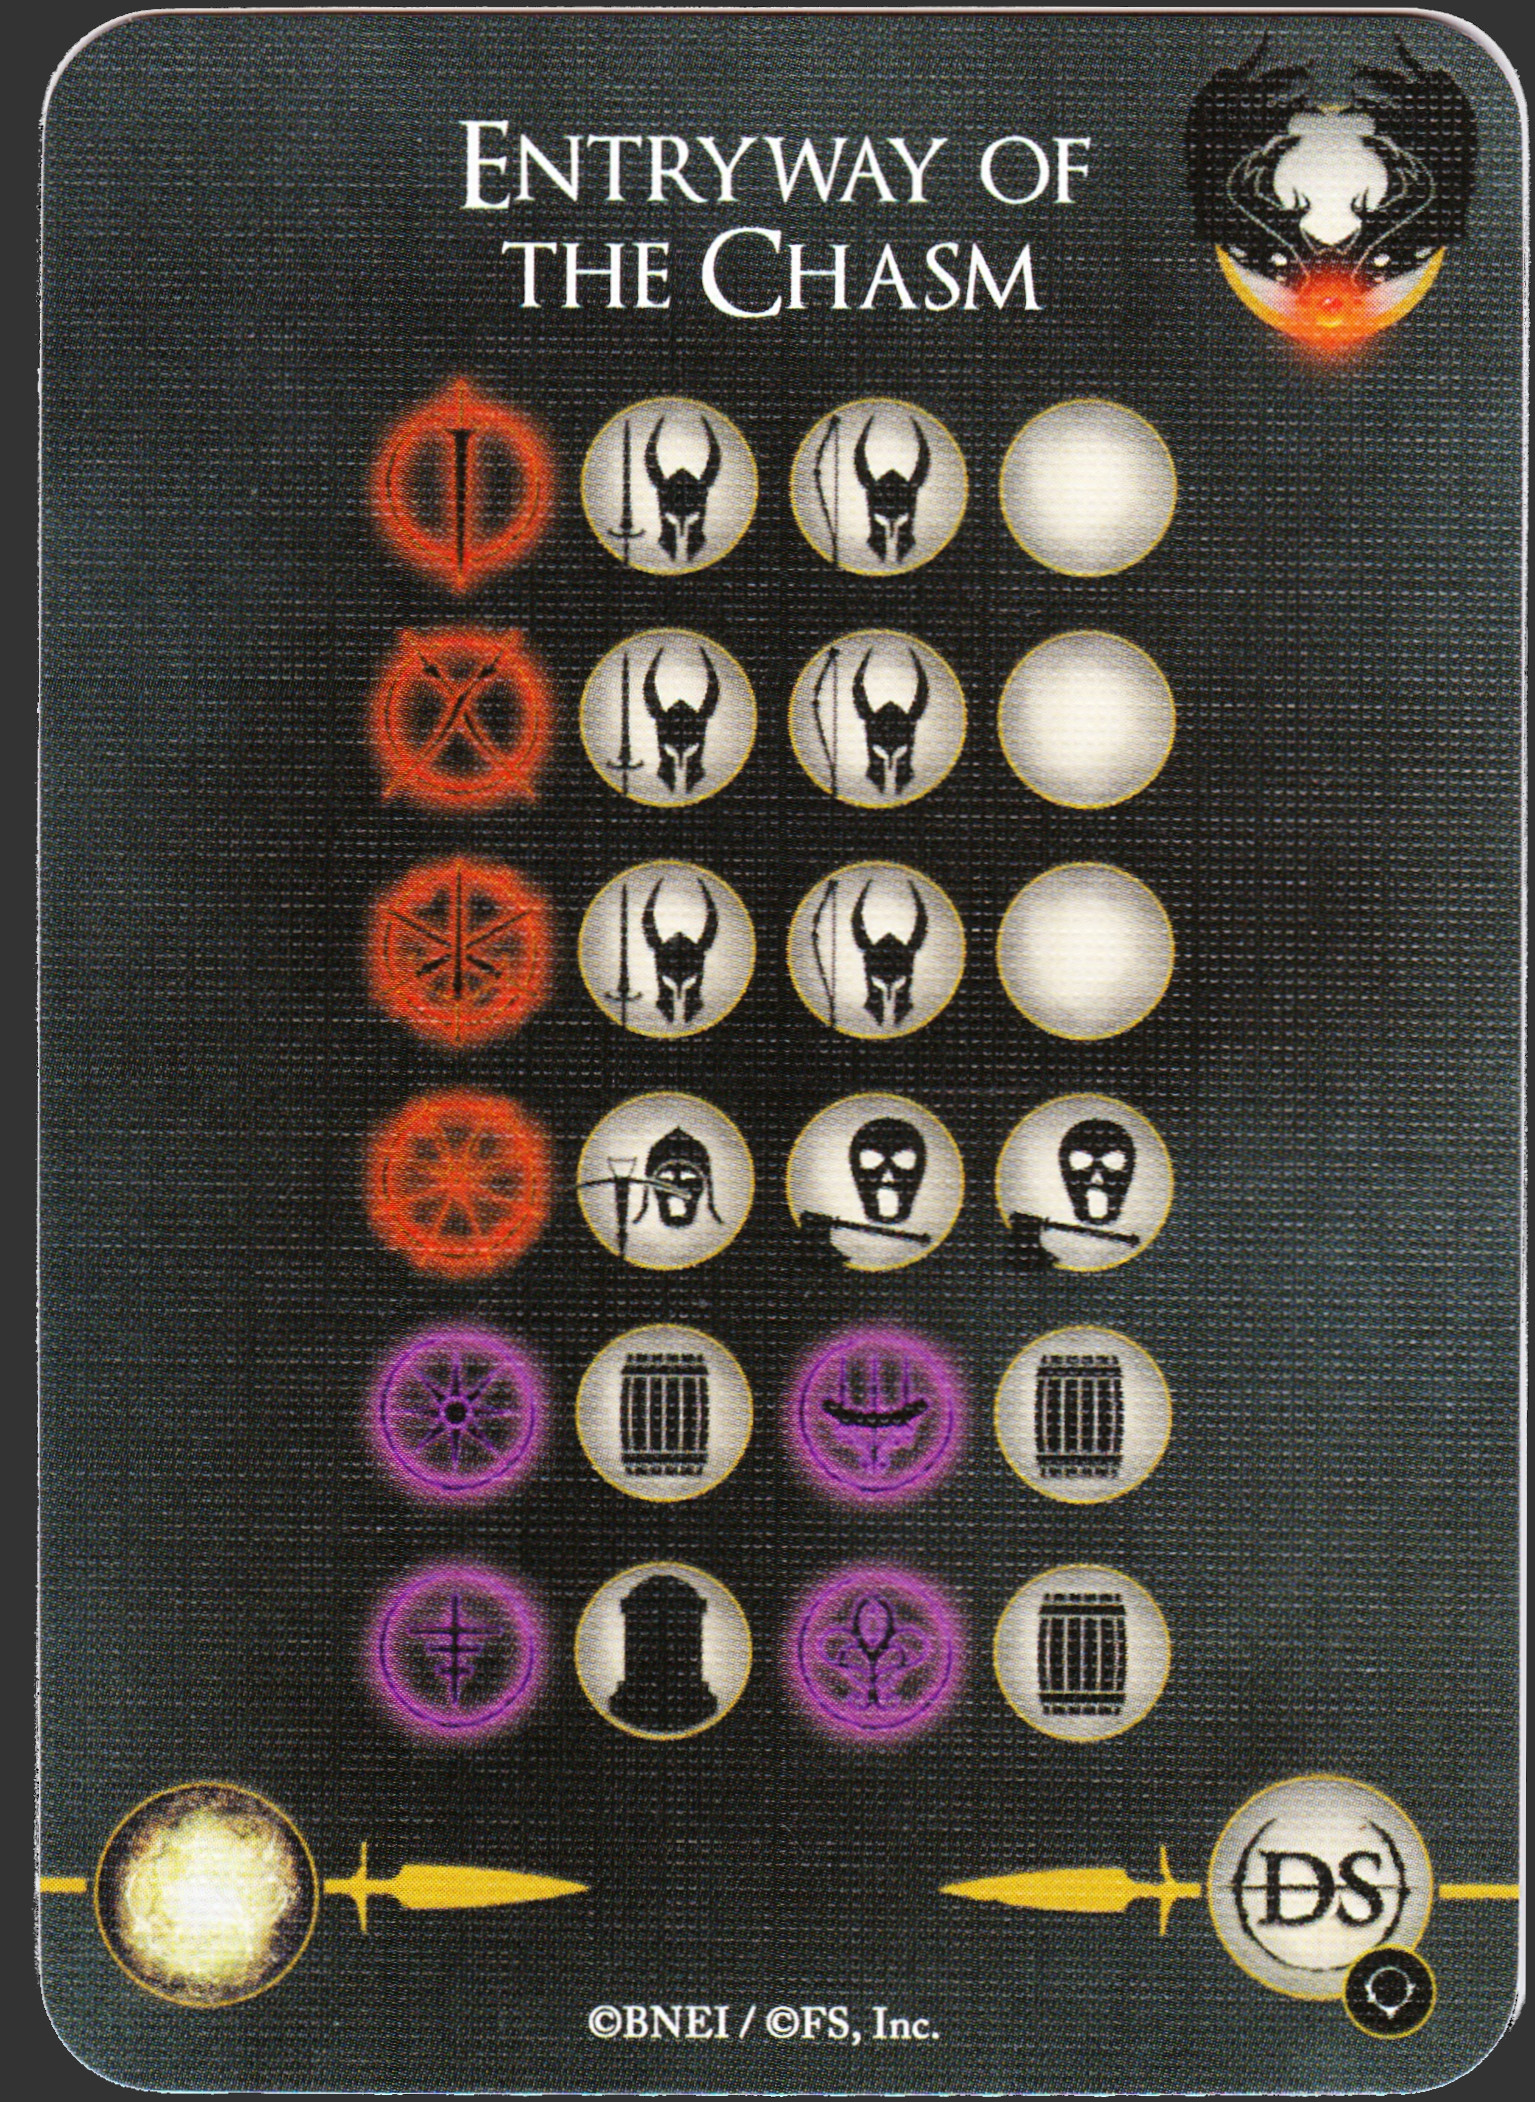 ENTRYWAY OF
THE CHASM
DS
©BNEI / ©FS, Inc.